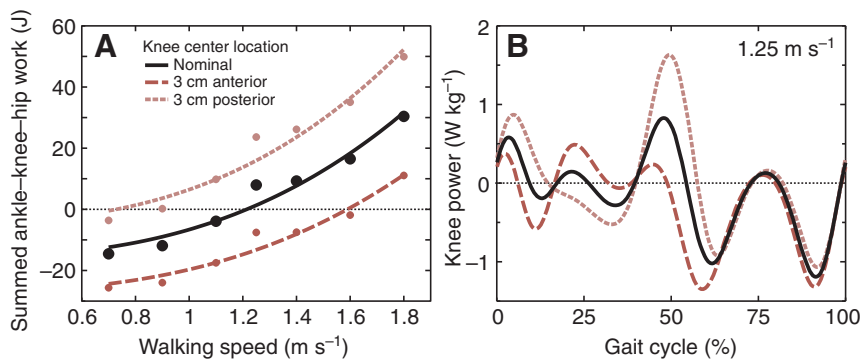 A
Knee center location
Nominal
3 cm anterior
3 cm posterior
Summed ankle–knee–hip work (J)
60
50
40
20
0
−20
0.6
0.8
1
1.2
1.4
1.6
1.8
Walking speed (m s⁻¹)
B
1.25 m s⁻¹
Knee power (W kg⁻¹)
2
1
0
−1
0
25
50
75
100
Gait cycle (%)